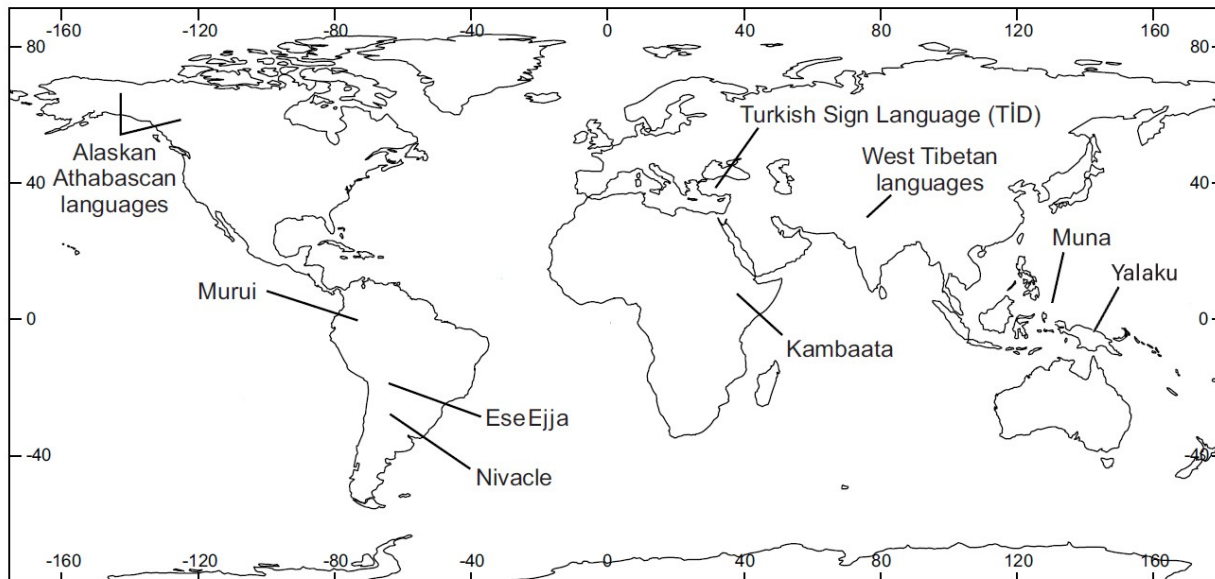 -160 -120 -80 -40 0 40 80 120 160
80 80
Turkish Sign Language (TİD)
Alaskan
Athabascan
languages
West Tibetan
languages
40 40
Muna
Yalaku
Murui
0 0
Kambaata
Ese Ejja
-40 -40
Nivacle
-160 -120 -80 -40 0 40 80 120 160